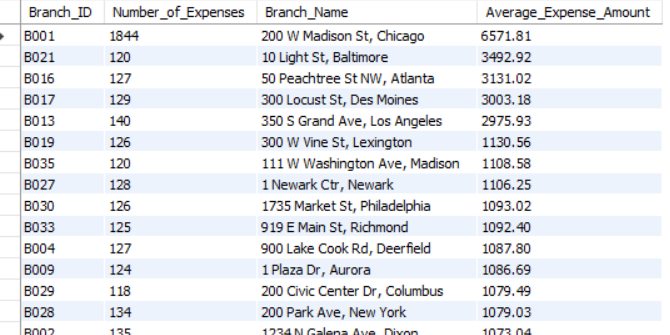 Branch_ID Number_of_Expenses Branch_Name Average_Expense_Amount
B001 1844 200 W Madison St, Chicago 6571.81
B021 120 10 Light St, Baltimore 3492.92
B016 127 50 Peachtree St NW, Atlanta 3131.02
B017 129 300 Locust St, Des Moines 3003.18
B013 140 350 S Grand Ave, Los Angeles 2975.93
B019 126 300 W Vine St, Lexington 1130.56
B035 120 111 W Washington Ave, Madison 1108.58
B027 128 1 Newark Ctr, Newark 1106.25
B030 126 1735 Market St, Philadelphia 1093.02
B033 125 919 E Main St, Richmond 1092.40
B004 127 900 Lake Cook Rd, Deerfield 1087.80
B009 124 1 Plaza Dr, Aurora 1086.69
B029 118 200 Civic Center Dr, Columbus 1079.49
B028 134 200 Park Ave, New York 1079.03
B002 135 1234 N Galena Ave, Dixon 1073.04